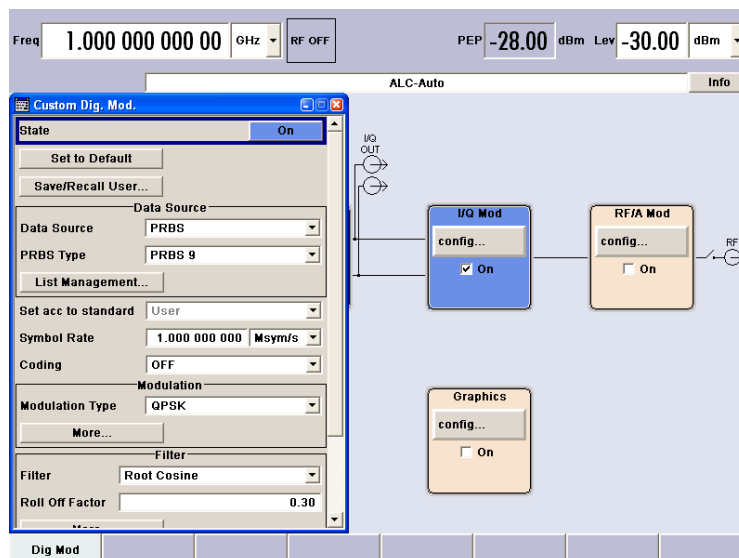 Freq 1.000 000 000 00 GHz RF OFF PEP -28.00 dBm Lev -30.00 dBm
ALC-Auto Info
Custom Dig. Mod.
State On
Set to Default
Save/Recall User...
Data Source
Data Source PRBS
PRBS Type PRBS 9
List Management...
Set acc to standard User
Symbol Rate 1.000 000 000 Msym/s
Coding OFF
Modulation
Modulation Type QPSK
More...
Filter
Filter Root Cosine
Roll Off Factor 0.30
More
I/Q
OUT
I/Q Mod
config...
On
RF/A Mod
config...
On
RF
Graphics
config...
On
Dig Mod